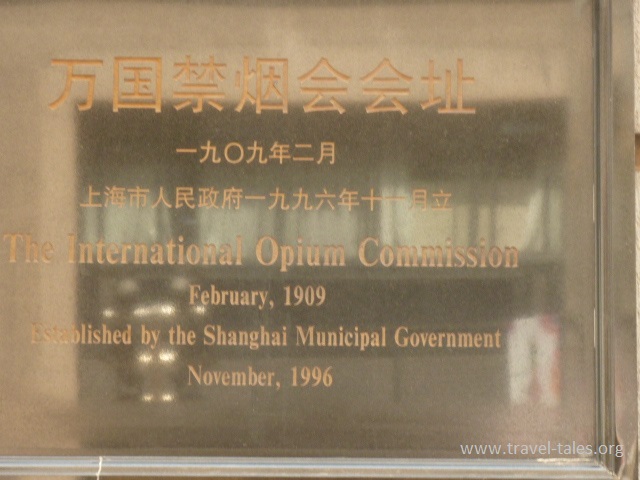 万国禁烟会会址
一九〇九年二月
上海市人民政府一九九六年十一月立
The International Opium Commission
February, 1909
Established by the Shanghai Municipal Government
November, 1996
www.travel-tales.org